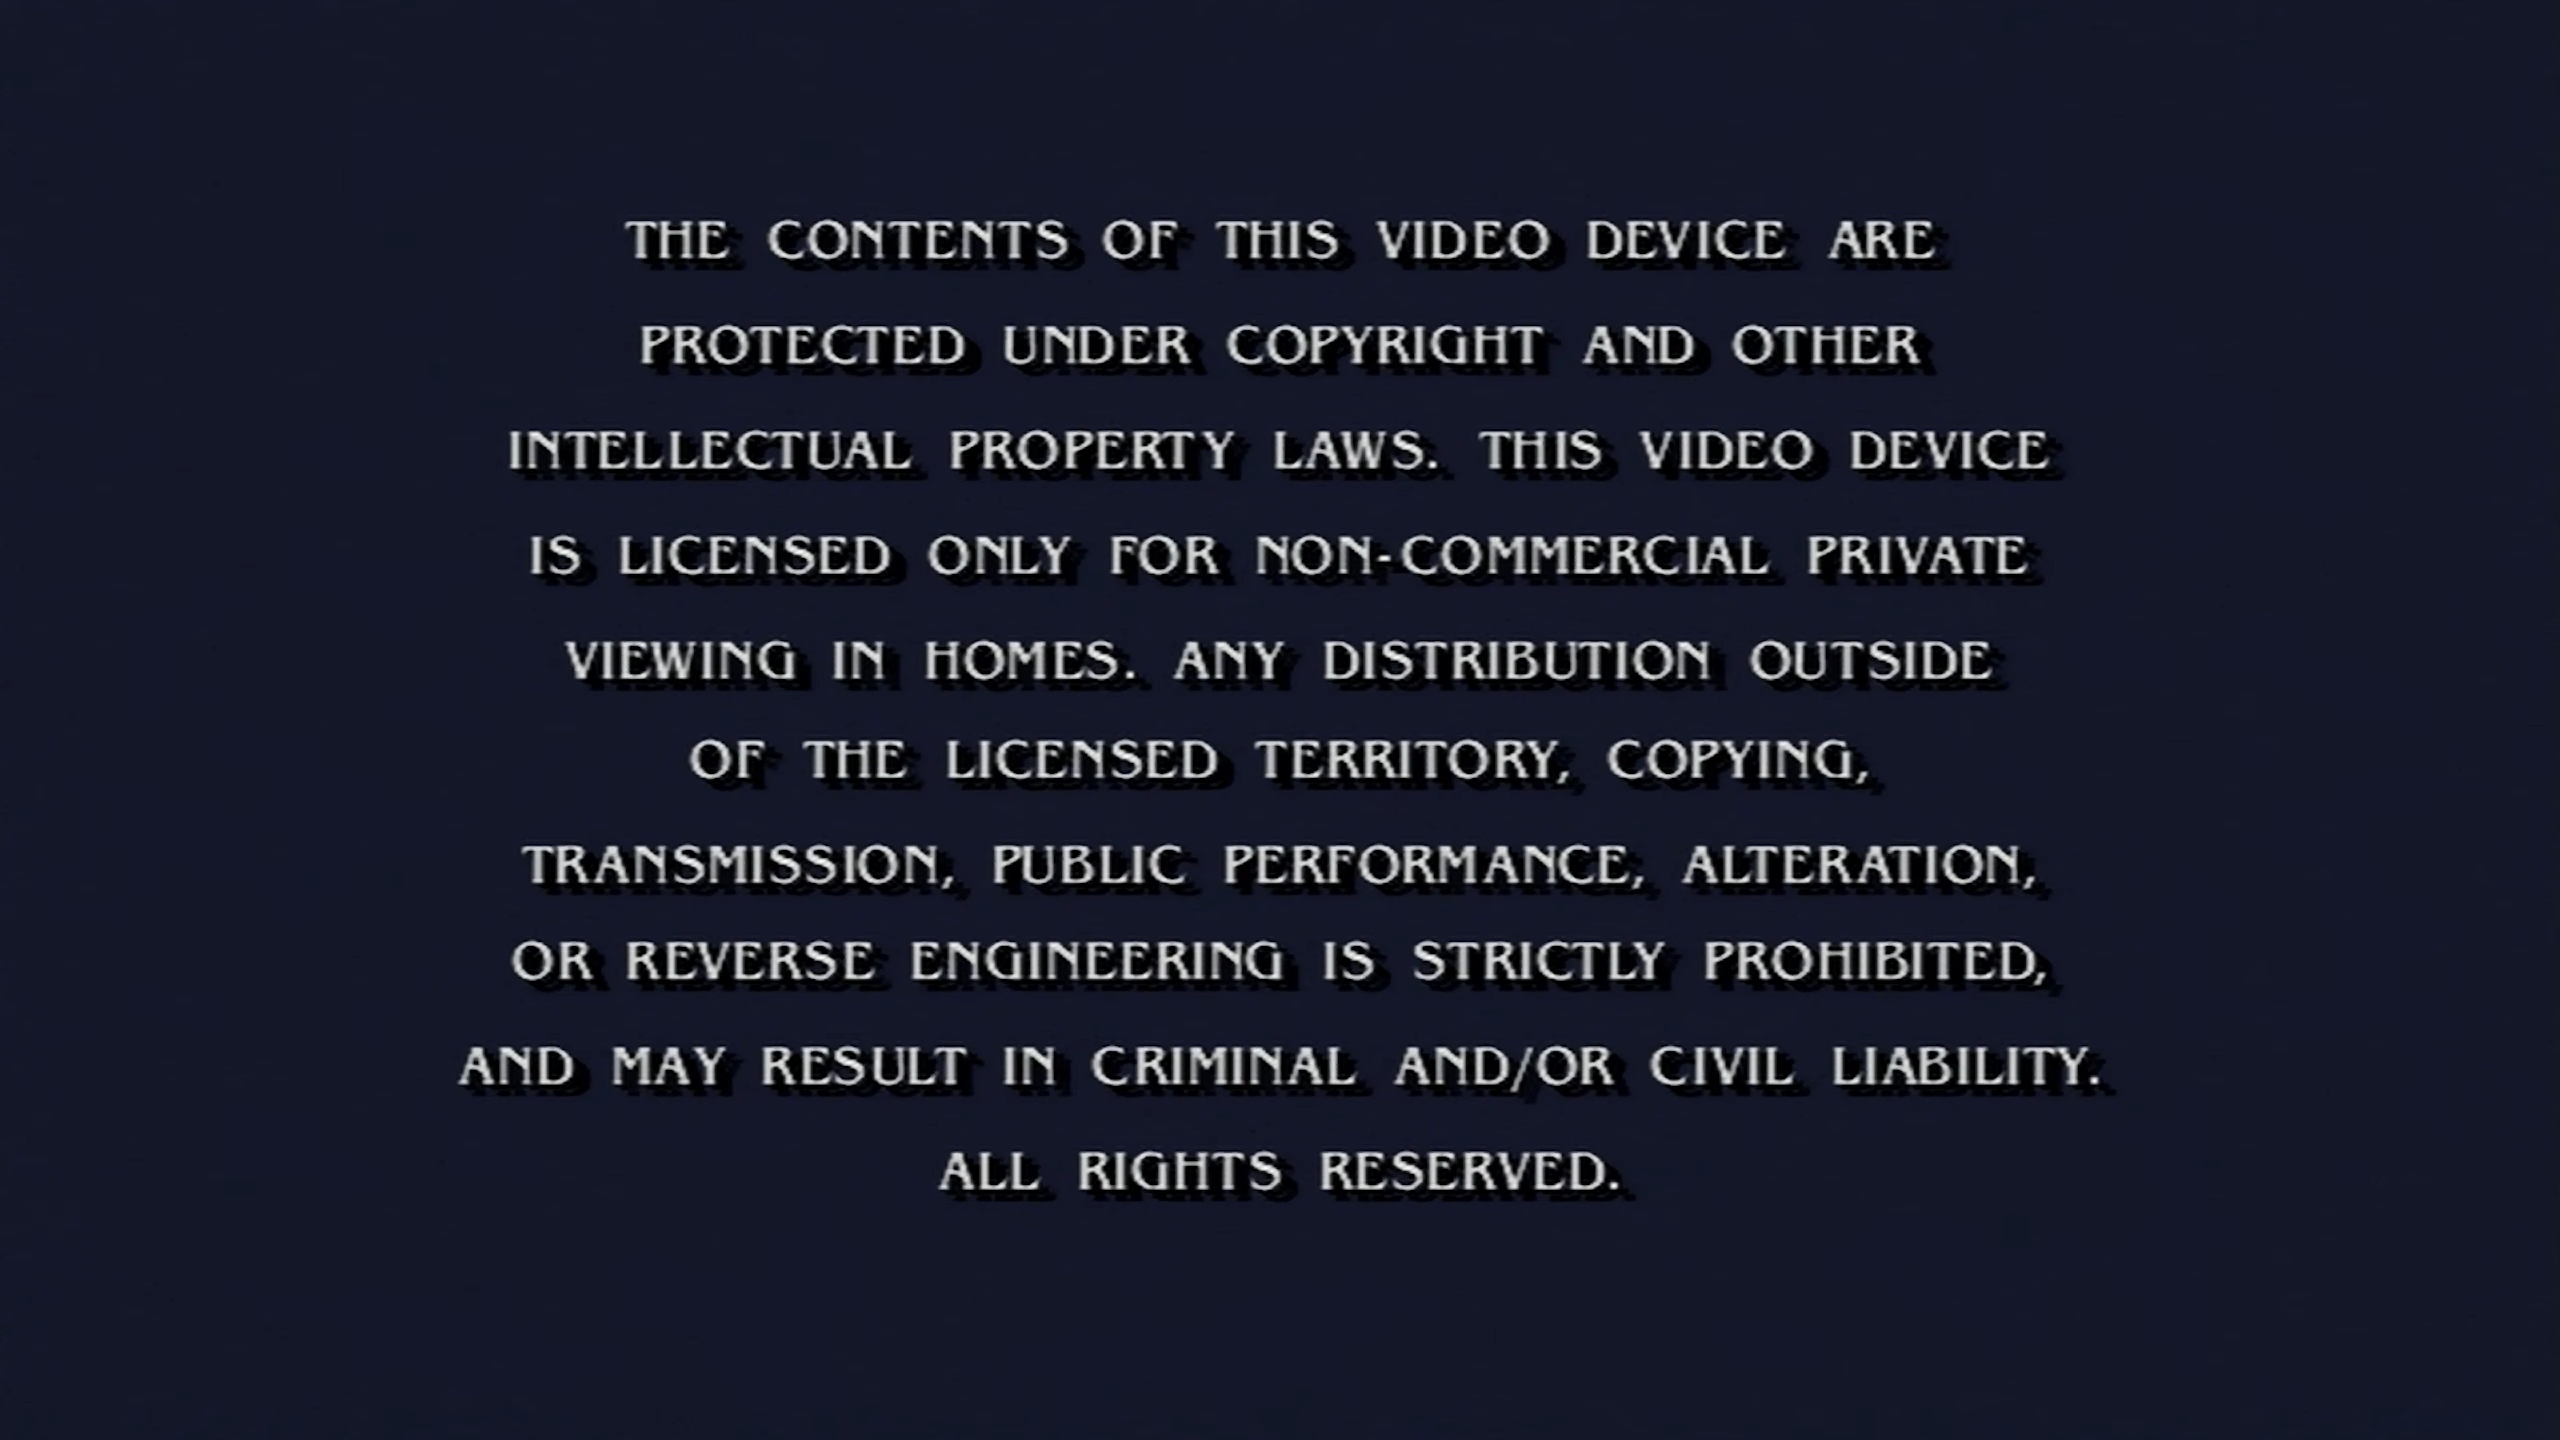 THE CONTENTS OF THIS VIDEO DEVICE ARE
PROTECTED UNDER COPYRIGHT AND OTHER
INTELLECTUAL PROPERTY LAWS. THIS VIDEO DEVICE
IS LICENSED ONLY FOR NON-COMMERCIAL PRIVATE
VIEWING IN HOMES. ANY DISTRIBUTION OUTSIDE
OF THE LICENSED TERRITORY, COPYING,
TRANSMISSION, PUBLIC PERFORMANCE, ALTERATION,
OR REVERSE ENGINEERING IS STRICTLY PROHIBITED,
AND MAY RESULT IN CRIMINAL AND/OR CIVIL LIABILITY.
ALL RIGHTS RESERVED.